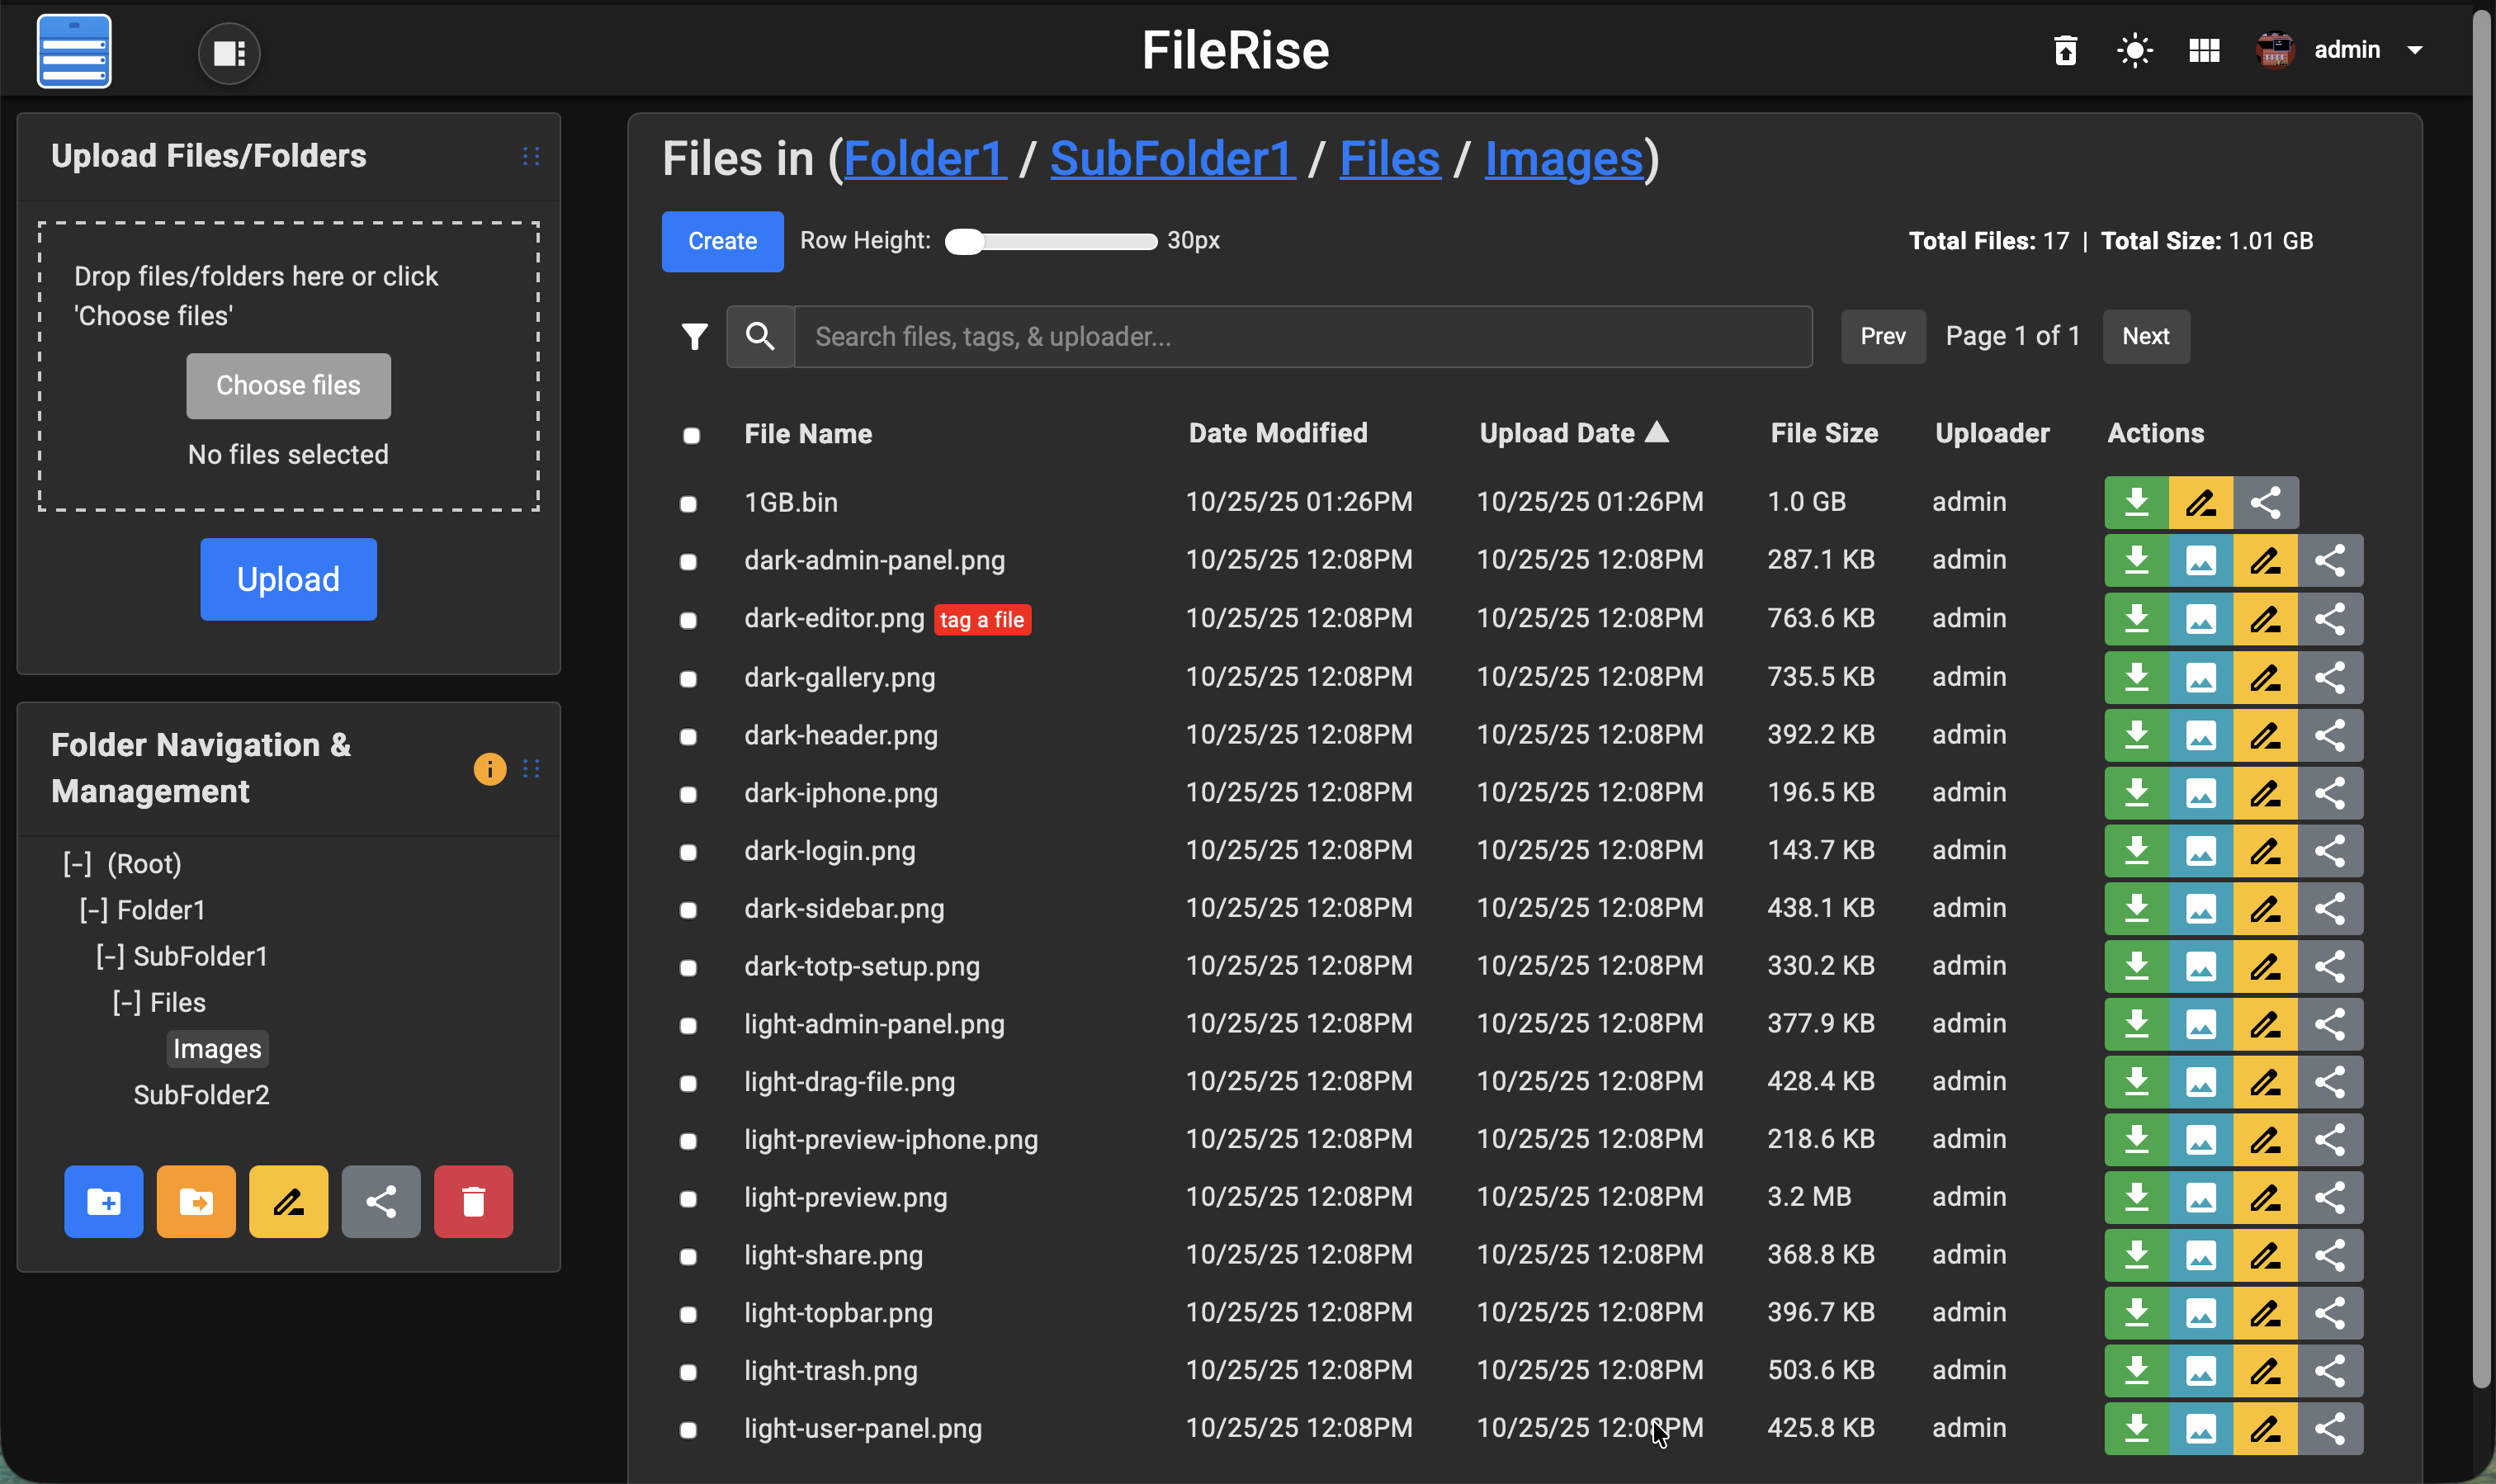 FileRise
admin
Upload Files/Folders
Drop files/folders here or click
'Choose files'
Choose files
No files selected
Upload
Folder Navigation &
Management
[-] (Root)
[-] Folder1
[-] SubFolder1
[-] Files
Images
SubFolder2
Files in (Folder1 / SubFolder1 / Files / Images)
Create Row Height: 30px Total Files: 17 | Total Size: 1.01 GB
Search files, tags, & uploader... Prev Page 1 of 1 Next
File Name Date Modified Upload Date ▲ File Size Uploader Actions
1GB.bin 10/25/25 01:26PM 10/25/25 01:26PM 1.0 GB admin
dark-admin-panel.png 10/25/25 12:08PM 10/25/25 12:08PM 287.1 KB admin
dark-editor.png tag a file 10/25/25 12:08PM 10/25/25 12:08PM 763.6 KB admin
dark-gallery.png 10/25/25 12:08PM 10/25/25 12:08PM 735.5 KB admin
dark-header.png 10/25/25 12:08PM 10/25/25 12:08PM 392.2 KB admin
dark-iphone.png 10/25/25 12:08PM 10/25/25 12:08PM 196.5 KB admin
dark-login.png 10/25/25 12:08PM 10/25/25 12:08PM 143.7 KB admin
dark-sidebar.png 10/25/25 12:08PM 10/25/25 12:08PM 438.1 KB admin
dark-totp-setup.png 10/25/25 12:08PM 10/25/25 12:08PM 330.2 KB admin
light-admin-panel.png 10/25/25 12:08PM 10/25/25 12:08PM 377.9 KB admin
light-drag-file.png 10/25/25 12:08PM 10/25/25 12:08PM 428.4 KB admin
light-preview-iphone.png 10/25/25 12:08PM 10/25/25 12:08PM 218.6 KB admin
light-preview.png 10/25/25 12:08PM 10/25/25 12:08PM 3.2 MB admin
light-share.png 10/25/25 12:08PM 10/25/25 12:08PM 368.8 KB admin
light-topbar.png 10/25/25 12:08PM 10/25/25 12:08PM 396.7 KB admin
light-trash.png 10/25/25 12:08PM 10/25/25 12:08PM 503.6 KB admin
light-user-panel.png 10/25/25 12:08PM 10/25/25 12:08PM 425.8 KB admin